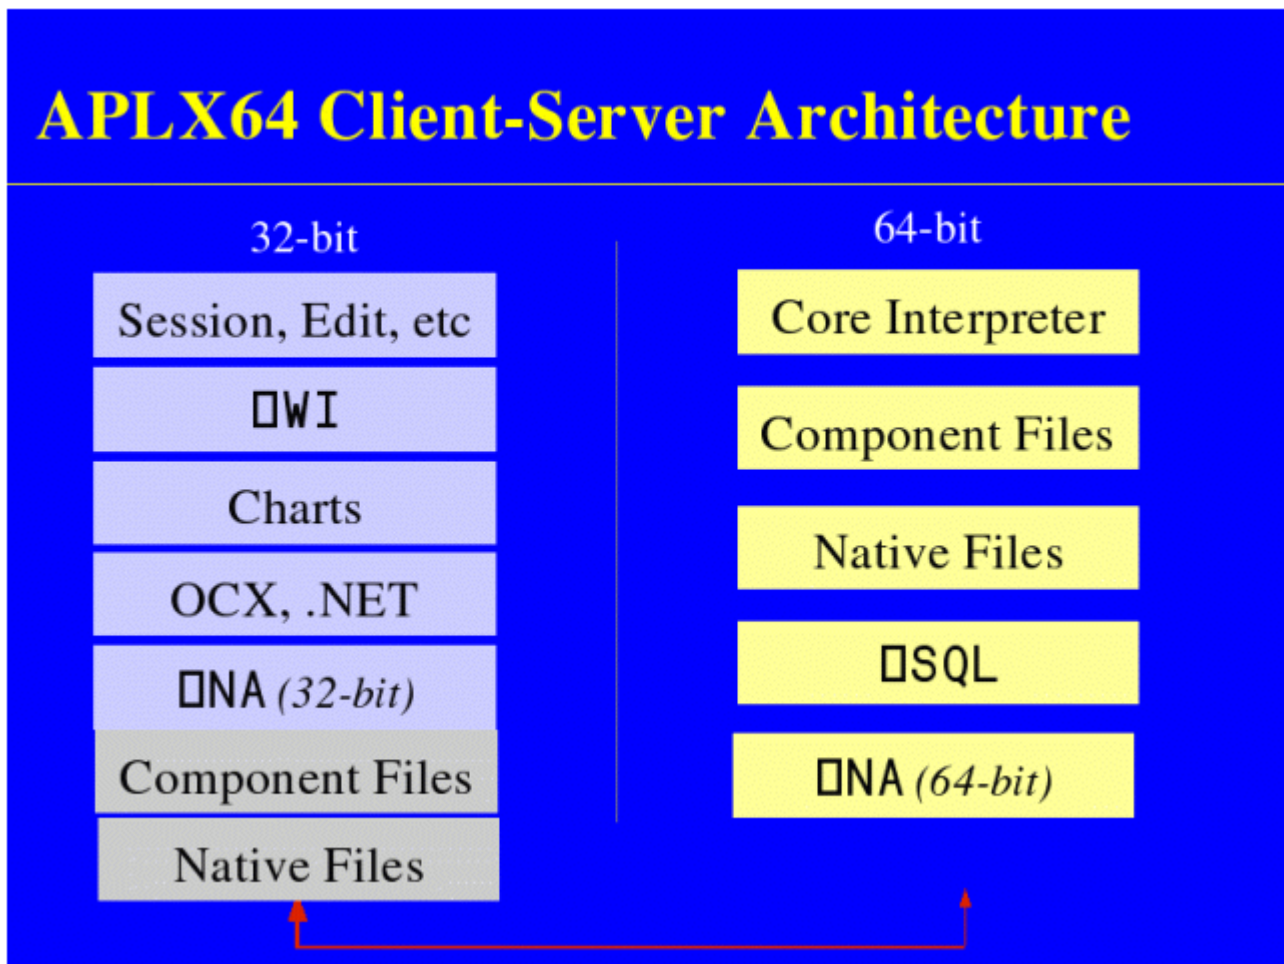 APLX64 Client-Server Architecture
32-bit
Session, Edit, etc
⎕WI
Charts
OCX, .NET
⎕NA (32-bit)
Component Files
Native Files
64-bit
Core Interpreter
Component Files
Native Files
⎕SQL
⎕NA (64-bit)